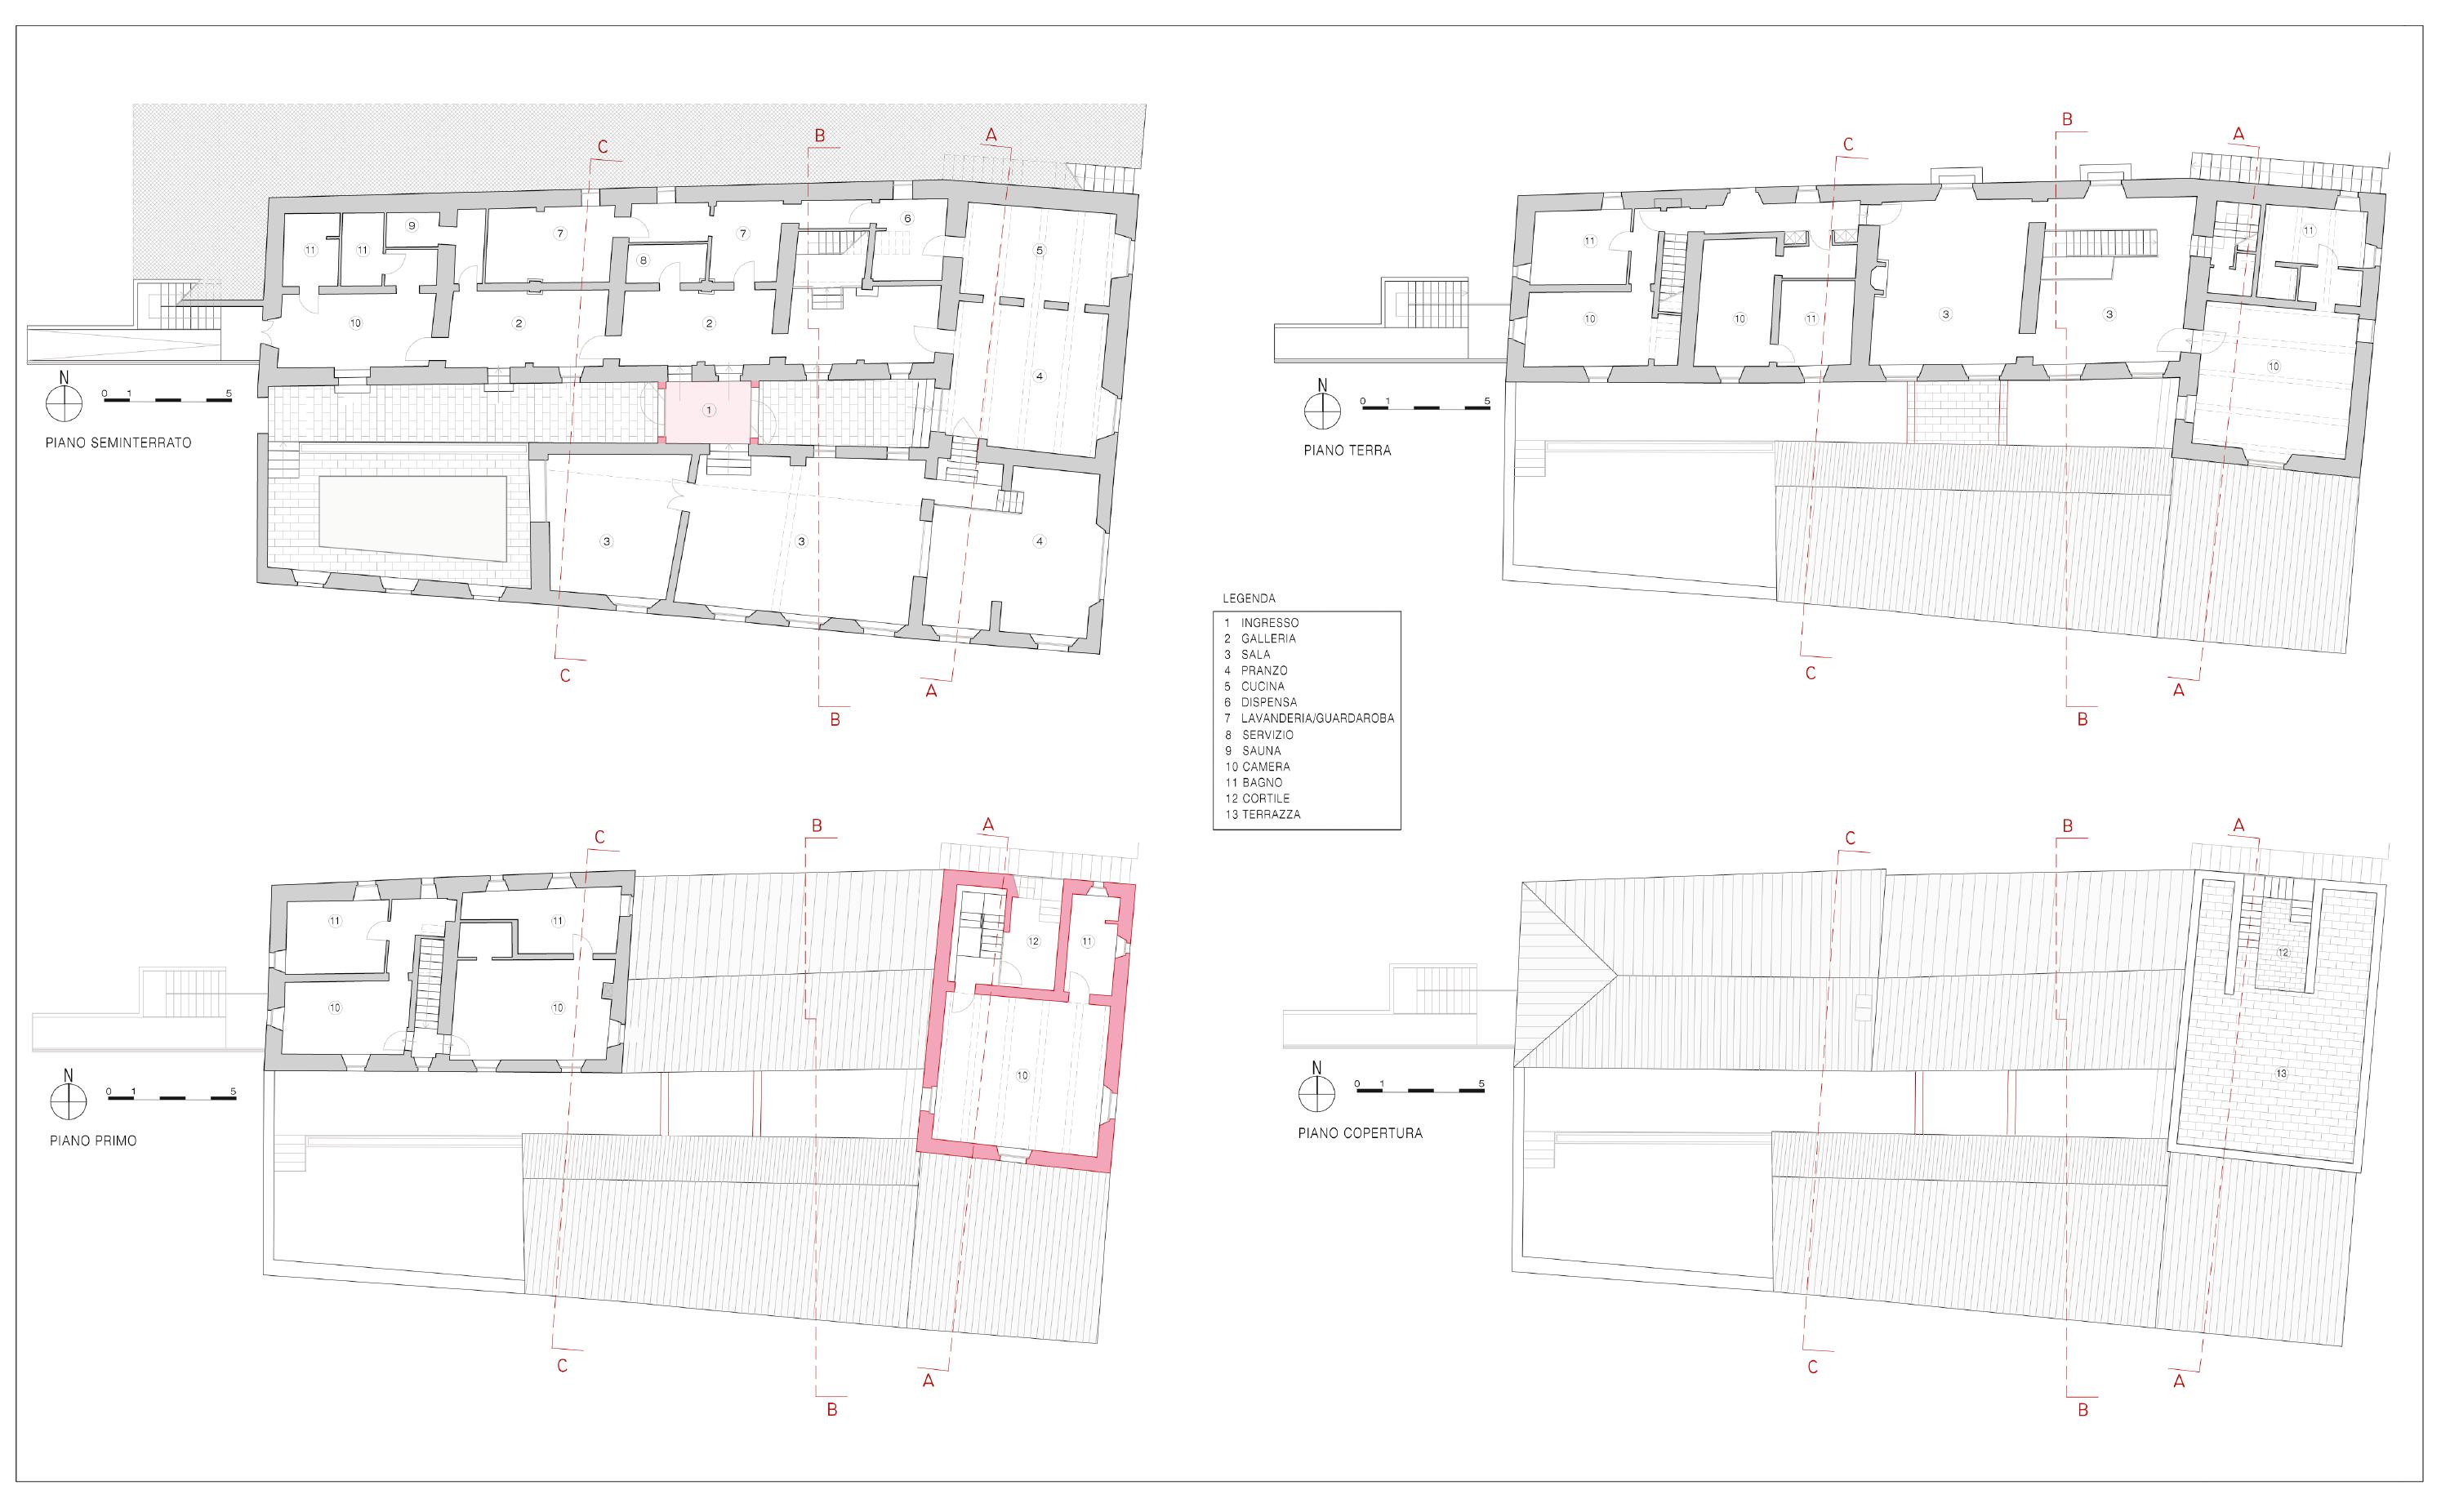 C
B
A
11
11
9
7
8
7
6
5
10
2
2
4
1
3
3
4
N
0 1 5
PIANO SEMINTERRATO
C
B
A
C
B
A
11
10
10
11
3
3
11
10
N
0 1 5
PIANO TERRA
C
B
A
LEGENDA
1 INGRESSO
2 GALLERIA
3 SALA
4 PRANZO
5 CUCINA
6 DISPENSA
7 LAVANDERIA/GUARDAROBA
8 SERVIZIO
9 SAUNA
10 CAMERA
11 BAGNO
12 CORTILE
13 TERRAZZA
C
B
A
11
11
12
11
10
10
10
N
0 1 5
PIANO PRIMO
C
B
A
C
B
A
12
13
N
0 1 5
PIANO COPERTURA
C
B
A